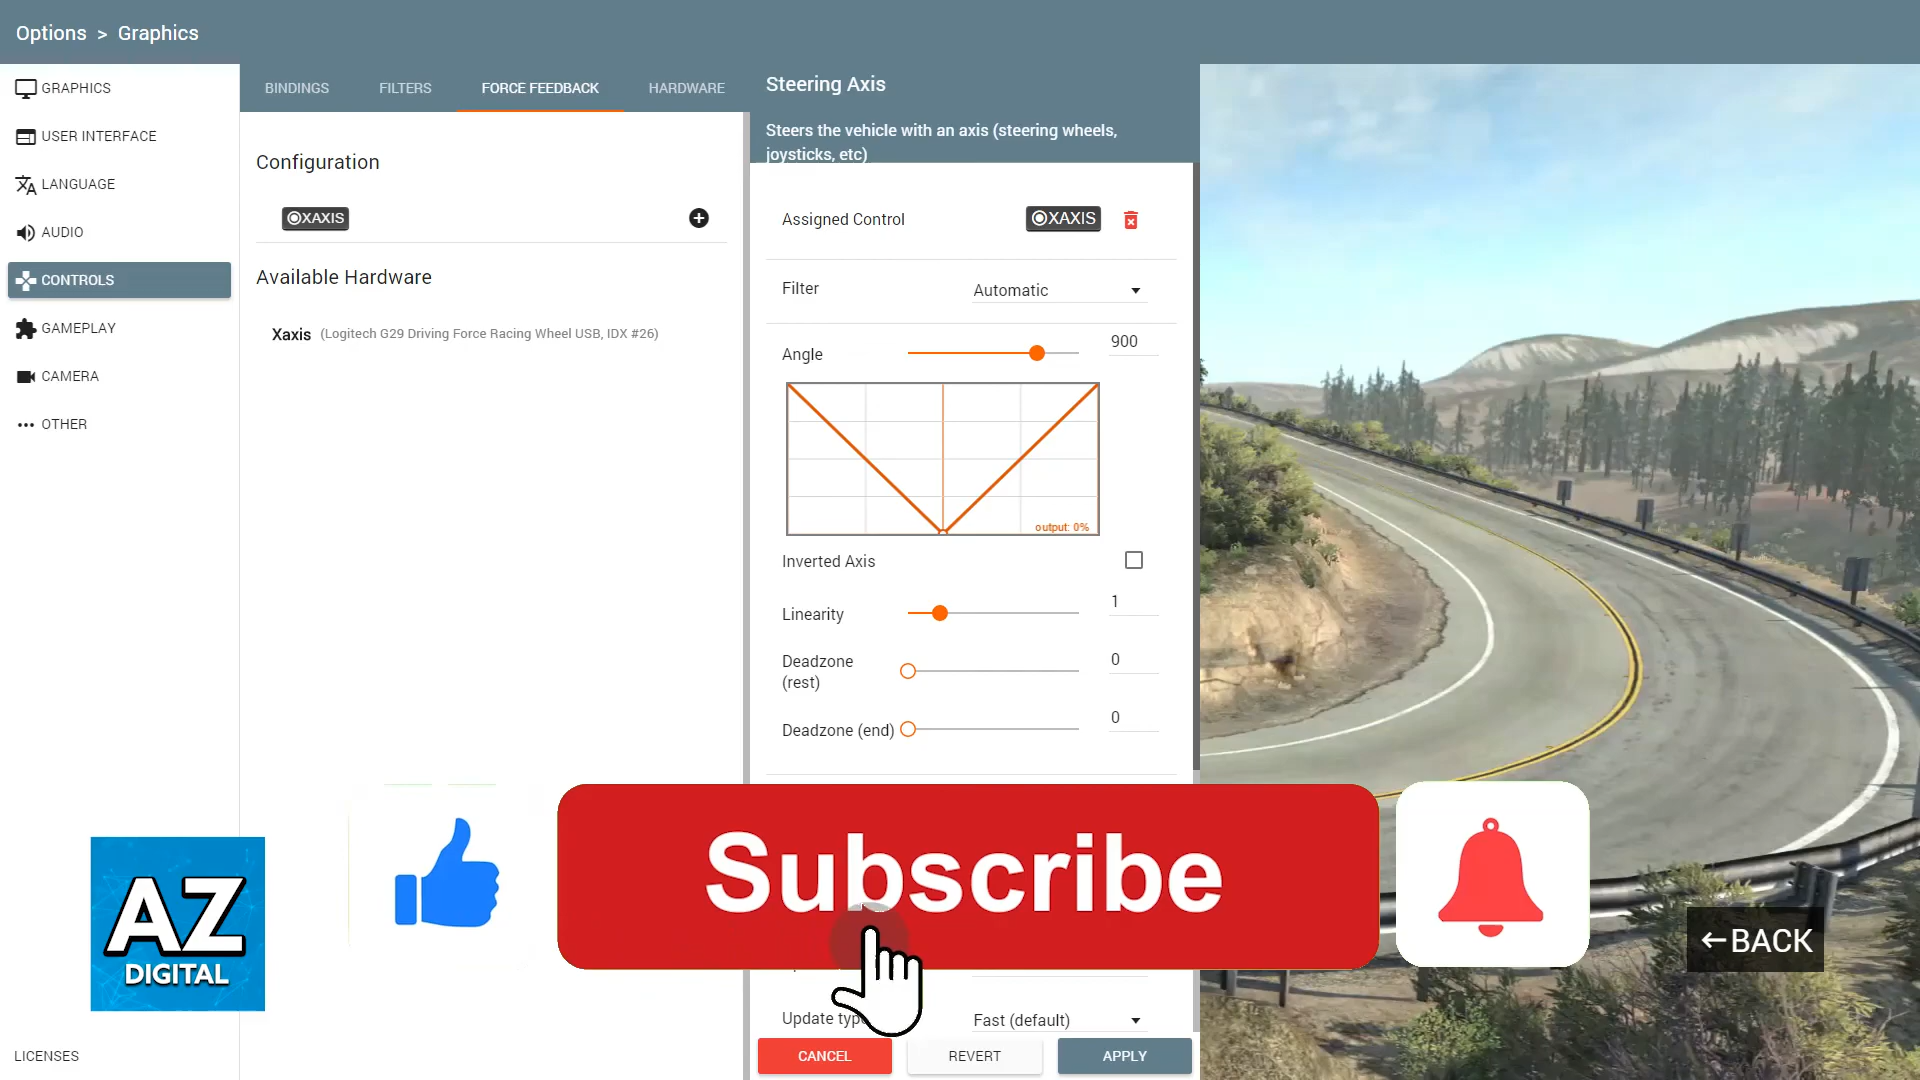 Options > Graphics
GRAPHICS
USER INTERFACE
LANGUAGE
AUDIO
CONTROLS
GAMEPLAY
CAMERA
OTHER
LICENSES
BINDINGS FILTERS FORCE FEEDBACK HARDWARE
Configuration
XAXIS
Available Hardware
Xaxis (Logitech G29 Driving Force Racing Wheel USB, IDX #26)
Steering Axis
Steers the vehicle with an axis (steering wheels,
joysticks, etc)
Assigned Control XAXIS
Filter Automatic
Angle 900
output: 0%
Inverted Axis
Linearity 1
Deadzone
(rest) 0
Deadzone (end) 0
Subscribe
AZ
DIGITAL
←BACK
Update type Fast (default)
CANCEL REVERT APPLY